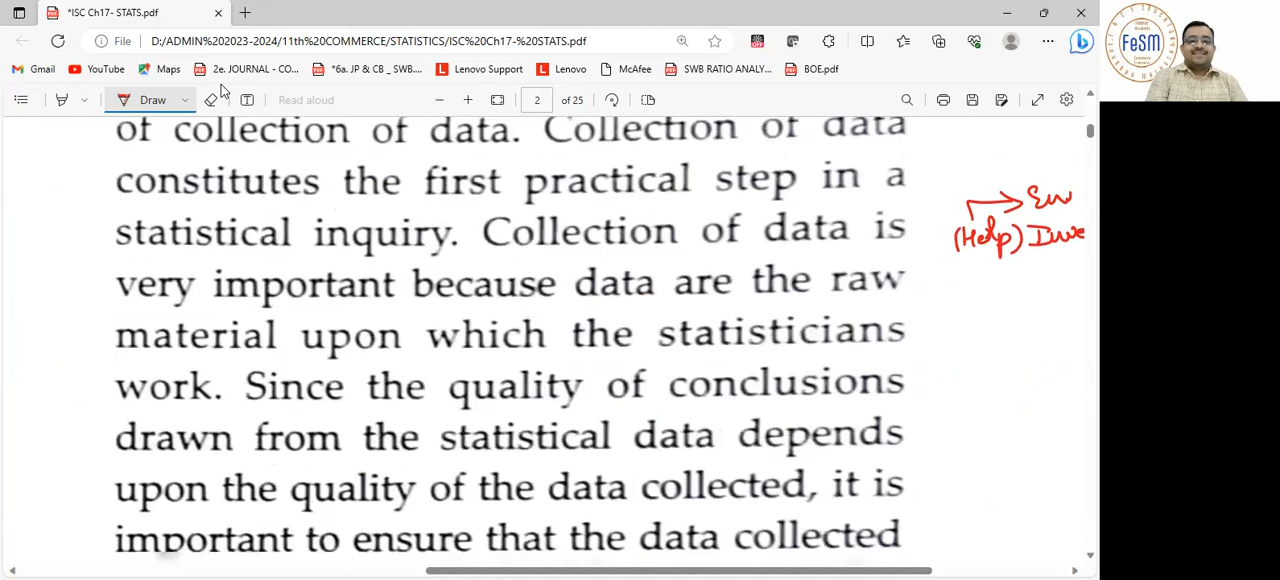 *ISC Ch17- STATS.pdf
File D:/ADMIN%202023-2024/11th%20COMMERCE/STATISTICS/ISC%20Ch17-%20STATS.pdf
Gmail YouTube Maps 2e. JOURNAL - CO... *6a. JP & CB _ SWB.... Lenovo Support Lenovo McAfee SWB RATIO ANALY... BOE.pdf
Draw Read aloud 2 of 25
of collection of data. Collection of data
constitutes the first practical step in a
statistical inquiry. Collection of data is
very important because data are the raw
material upon which the statisticians
work. Since the quality of conclusions
drawn from the statistical data depends
upon the quality of the data collected, it is
important to ensure that the data collected
(Help)
FeSM